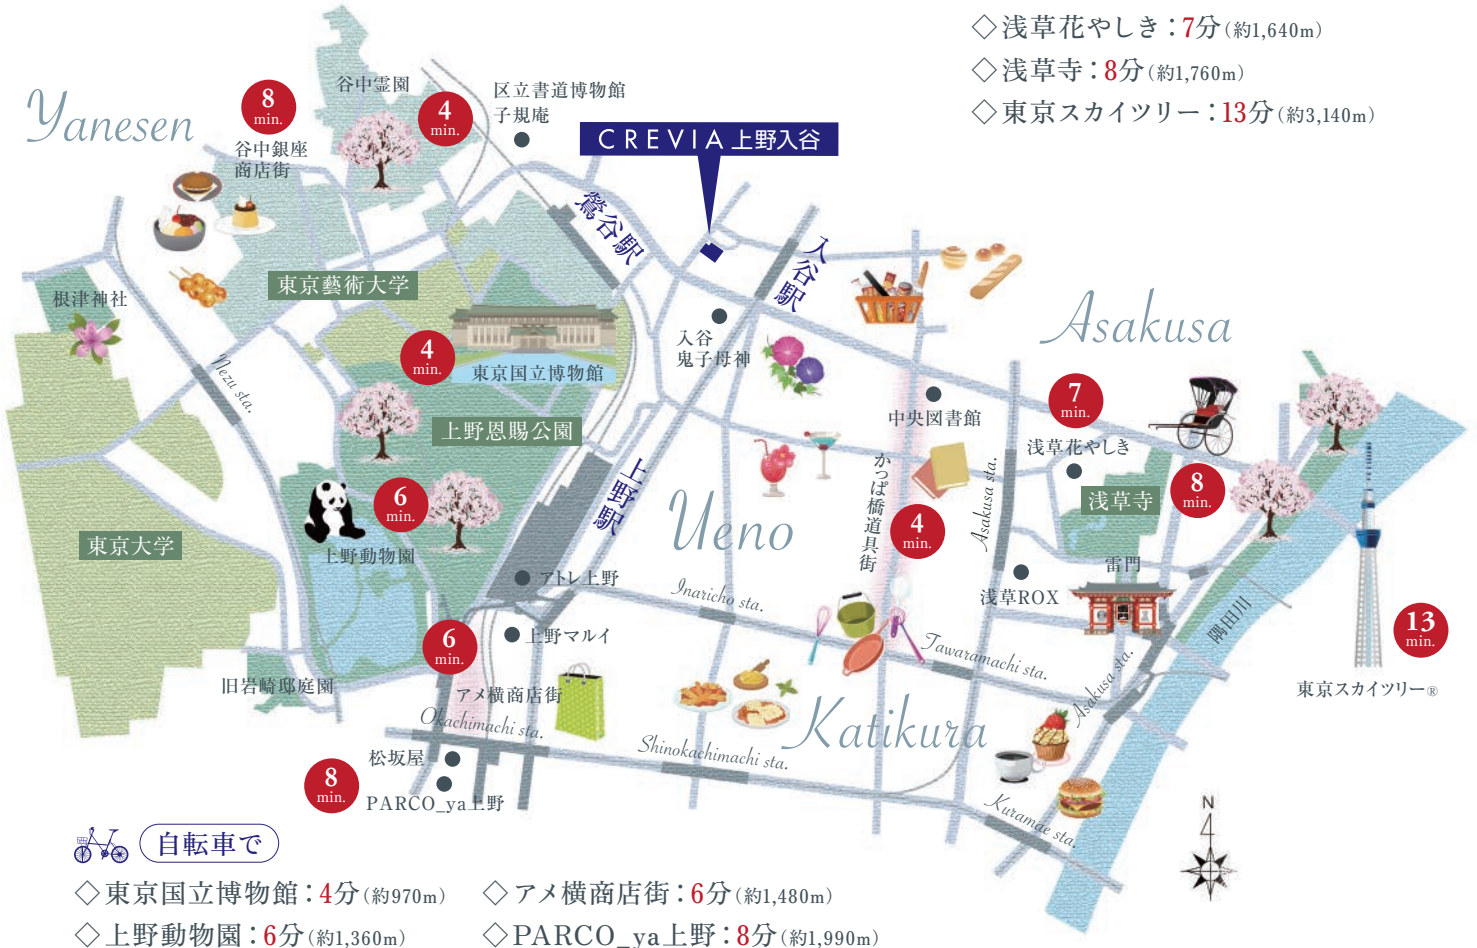 ◇浅草花やしき：7分(約1,640m)
◇浅草寺：8分(約1,760m)
◇東京スカイツリー：13分(約3,140m)
Yanesen
8
min.
谷中銀座
商店街
谷中霊園
4
min.
区立書道博物館
子規庵
CREVIA 上野入谷
鶯谷駅
入谷駅
東京藝術大学
根津神社
Nezu sta.
4
min.
東京国立博物館
入谷
鬼子母神
Asakusa
中央図書館
7
min.
浅草花やしき
上野恩賜公園
上野駅
6
min.
上野動物園
東京大学
Ueno
かっぱ橋道具街
4
min.
Asakusa sta.
浅草寺
8
min.
雷門
浅草ROX
隅田川
13
min.
東京スカイツリー®
アトレ上野
上野マルイ
Inaricho sta.
Tawaramachi sta.
Asakusa sta.
6
min.
アメ横商店街
旧岩崎邸庭園
Okachimachi sta.
Katikura
Shinokachimachi sta.
Kuramae sta.
松坂屋
8
min.
PARCO_ya上野
N
自転車で
◇東京国立博物館：4分(約970m)
◇上野動物園：6分(約1,360m)
◇アメ横商店街：6分(約1,480m)
◇PARCO_ya上野：8分(約1,990m)